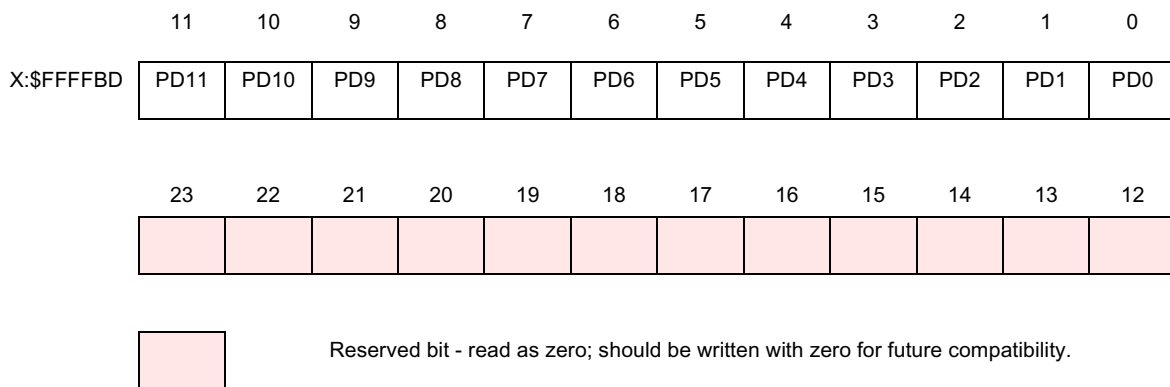 11 10 9 8 7 6 5 4 3 2 1 0
X:$FFFFBD PD11 PD10 PD9 PD8 PD7 PD6 PD5 PD4 PD3 PD2 PD1 PD0
23 22 21 20 19 18 17 16 15 14 13 12
Reserved bit - read as zero; should be written with zero for future compatibility.